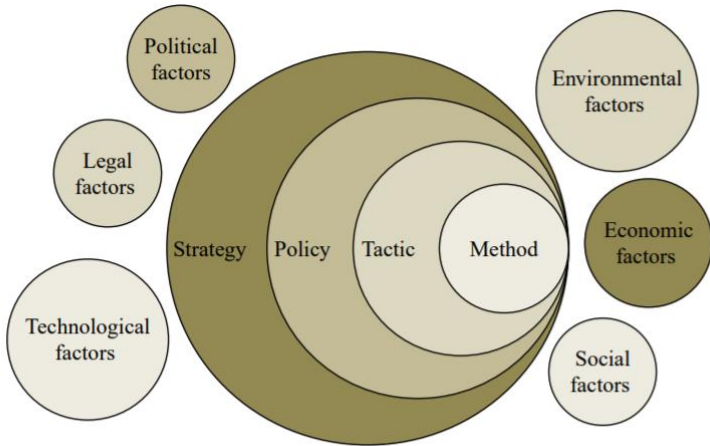 Political
factors
Environmental
factors
Legal
factors
Strategy Policy Tactic Method
Economic
factors
Technological
factors
Social
factors